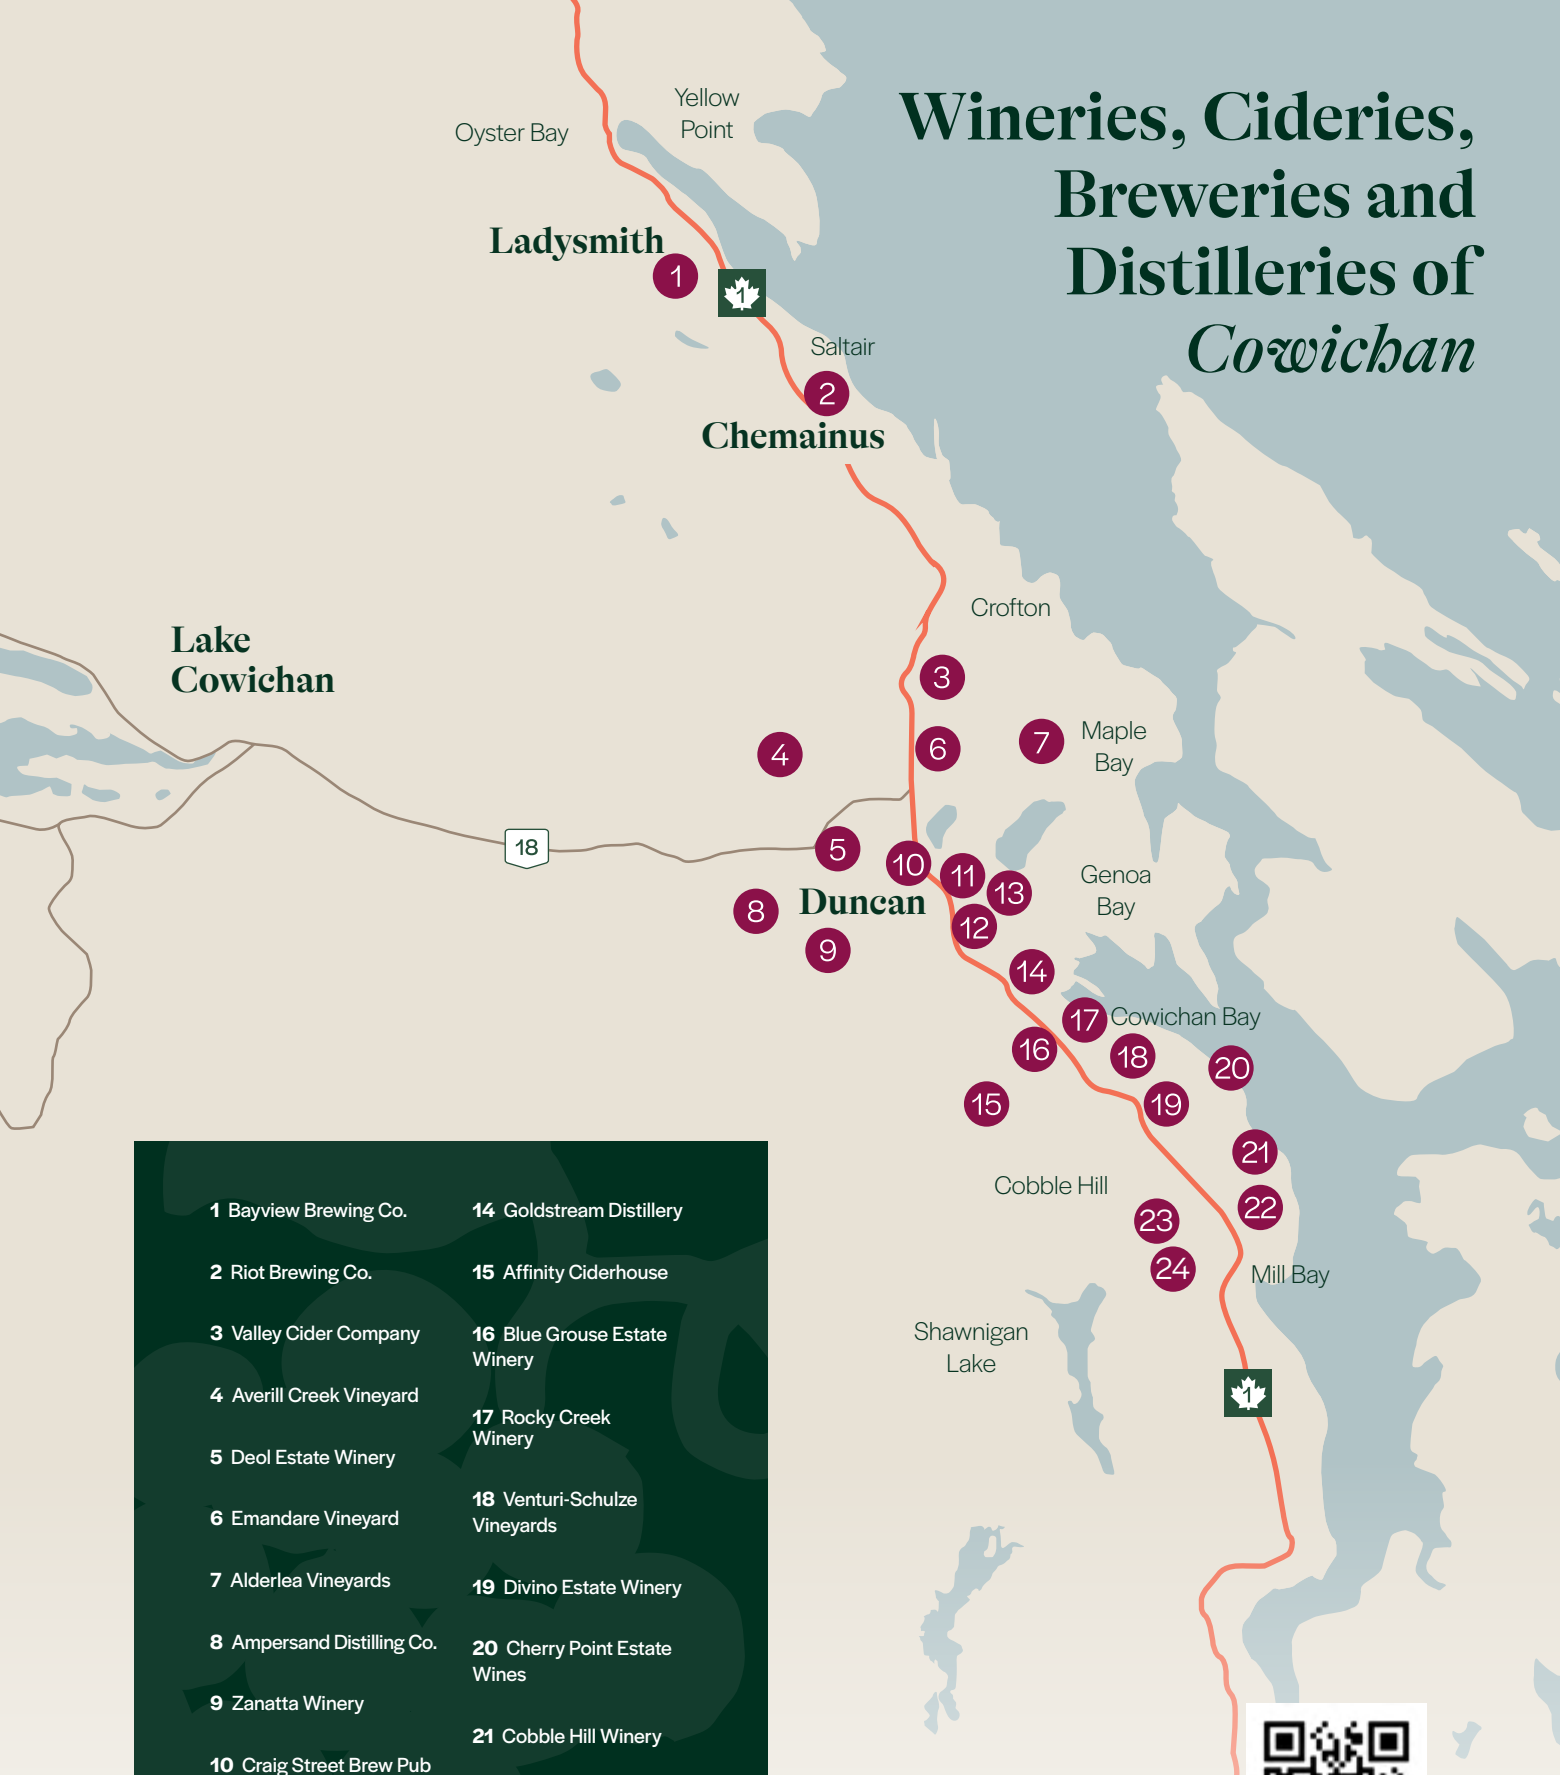 Wineries, Cideries,
Breweries and
Distilleries of
Cowichan
Yellow
Point
Oyster Bay
Ladysmith
1
1
Saltair
2
Chemainus
Crofton
Lake
Cowichan
3
4
6
7
Maple
Bay
18
5
10
11
13
Genoa
Bay
8
Duncan
12
9
14
17
Cowichan Bay
16
18
20
15
19
21
Cobble Hill
22
23
24
Mill Bay
Shawnigan
Lake
1
1 Bayview Brewing Co.
2 Riot Brewing Co.
3 Valley Cider Company
4 Averill Creek Vineyard
5 Deol Estate Winery
6 Emandare Vineyard
7 Alderlea Vineyards
8 Ampersand Distilling Co.
9 Zanatta Winery
10 Craig Street Brew Pub
14 Goldstream Distillery
15 Affinity Ciderhouse
16 Blue Grouse Estate
Winery
17 Rocky Creek
Winery
18 Venturi-Schulze
Vineyards
19 Divino Estate Winery
20 Cherry Point Estate
Wines
21 Cobble Hill Winery